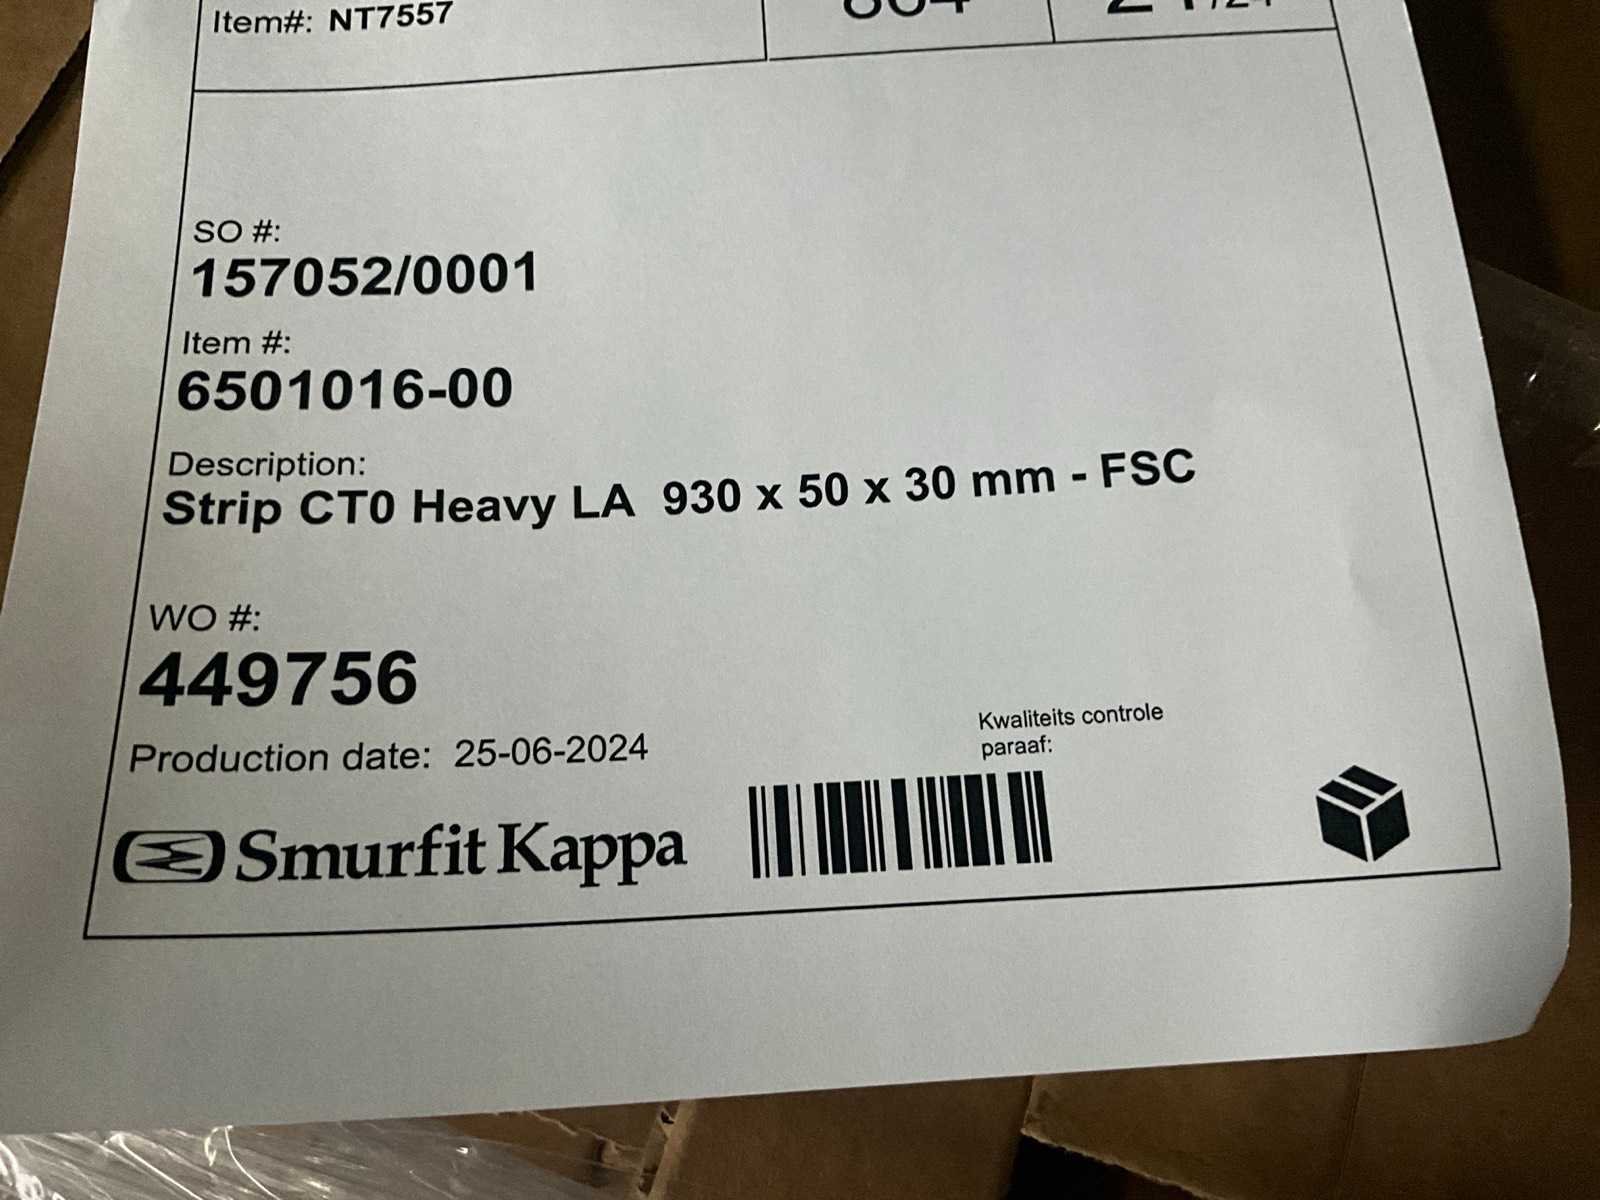 Item#: NT7557
SO #:
157052/0001
Item #:
6501016-00
Description:
Strip CT0 Heavy LA 930 x 50 x 30 mm - FSC
WO #:
449756
Production date: 25-06-2024
Kwaliteits controle
paraaf:
Smurfit Kappa